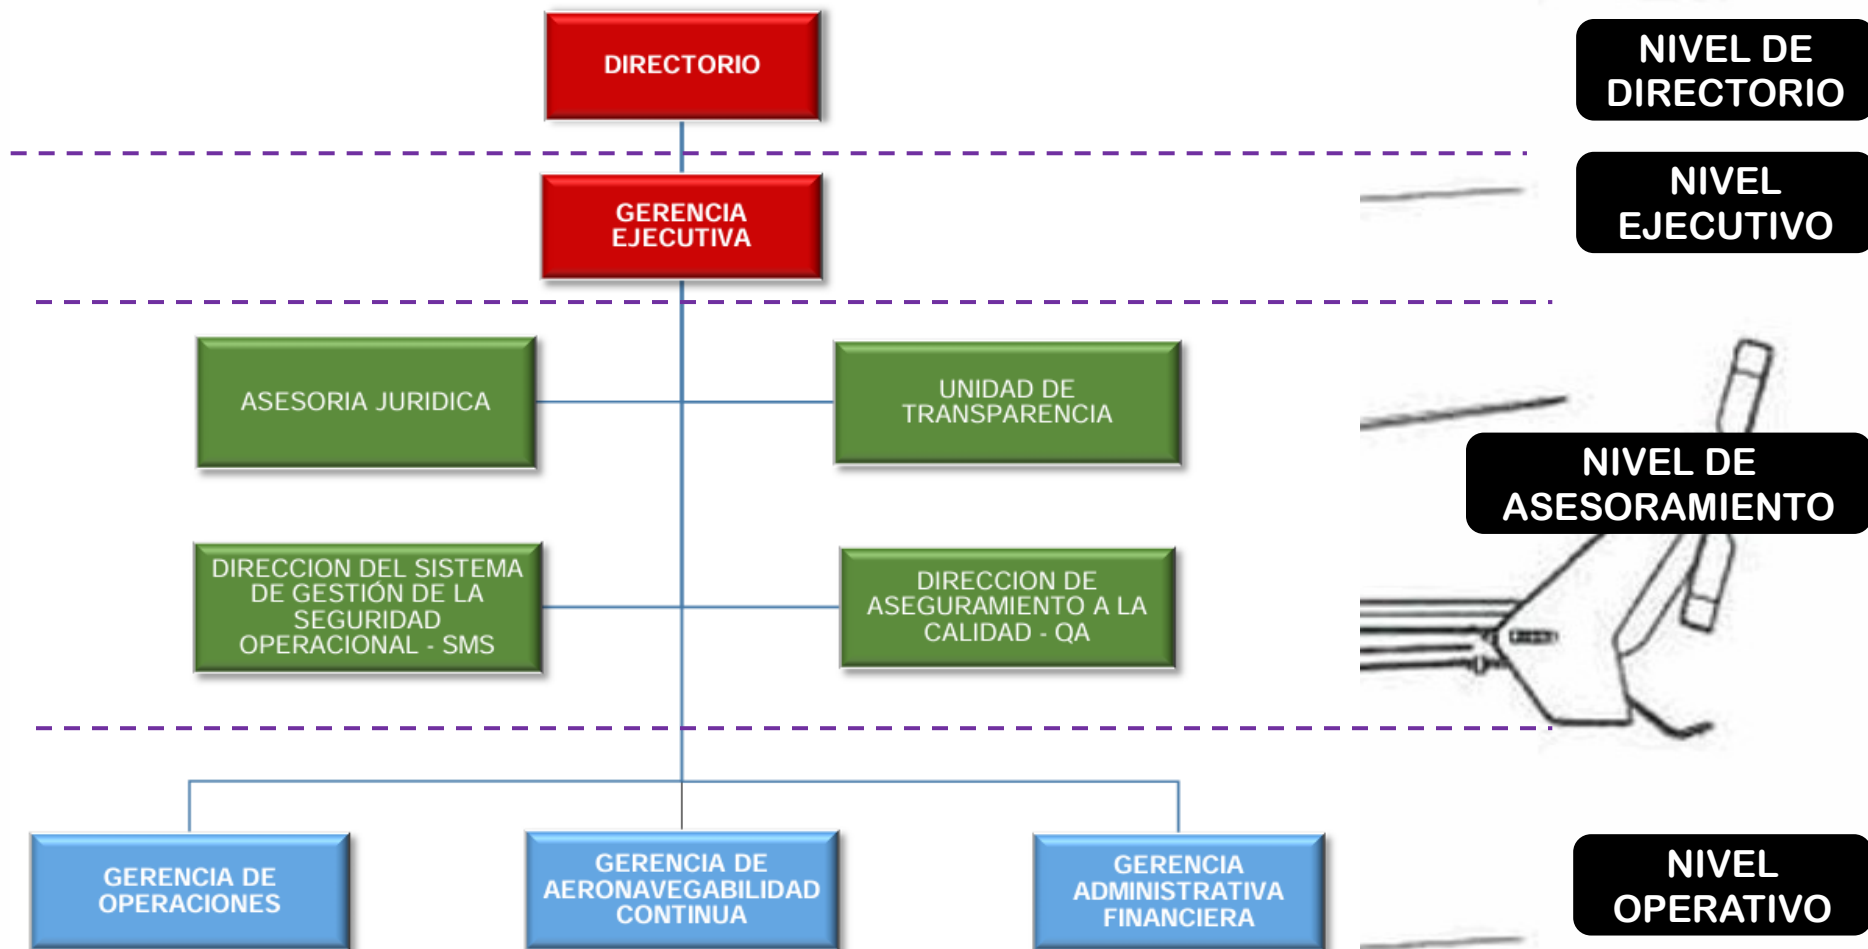 DIRECTORIO
NIVEL DE
DIRECTORIO
GERENCIA
EJECUTIVA
NIVEL
EJECUTIVO
ASESORIA JURIDICA
UNIDAD DE
TRANSPARENCIA
NIVEL DE
ASESORAMIENTO
DIRECCION DEL SISTEMA
DE GESTIÓN DE LA
SEGURIDAD
OPERACIONAL - SMS
DIRECCION DE
ASEGURAMIENTO A LA
CALIDAD - QA
GERENCIA DE
OPERACIONES
GERENCIA DE
AERONAVEGABILIDAD
CONTINUA
GERENCIA
ADMINISTRATIVA
FINANCIERA
NIVEL
OPERATIVO